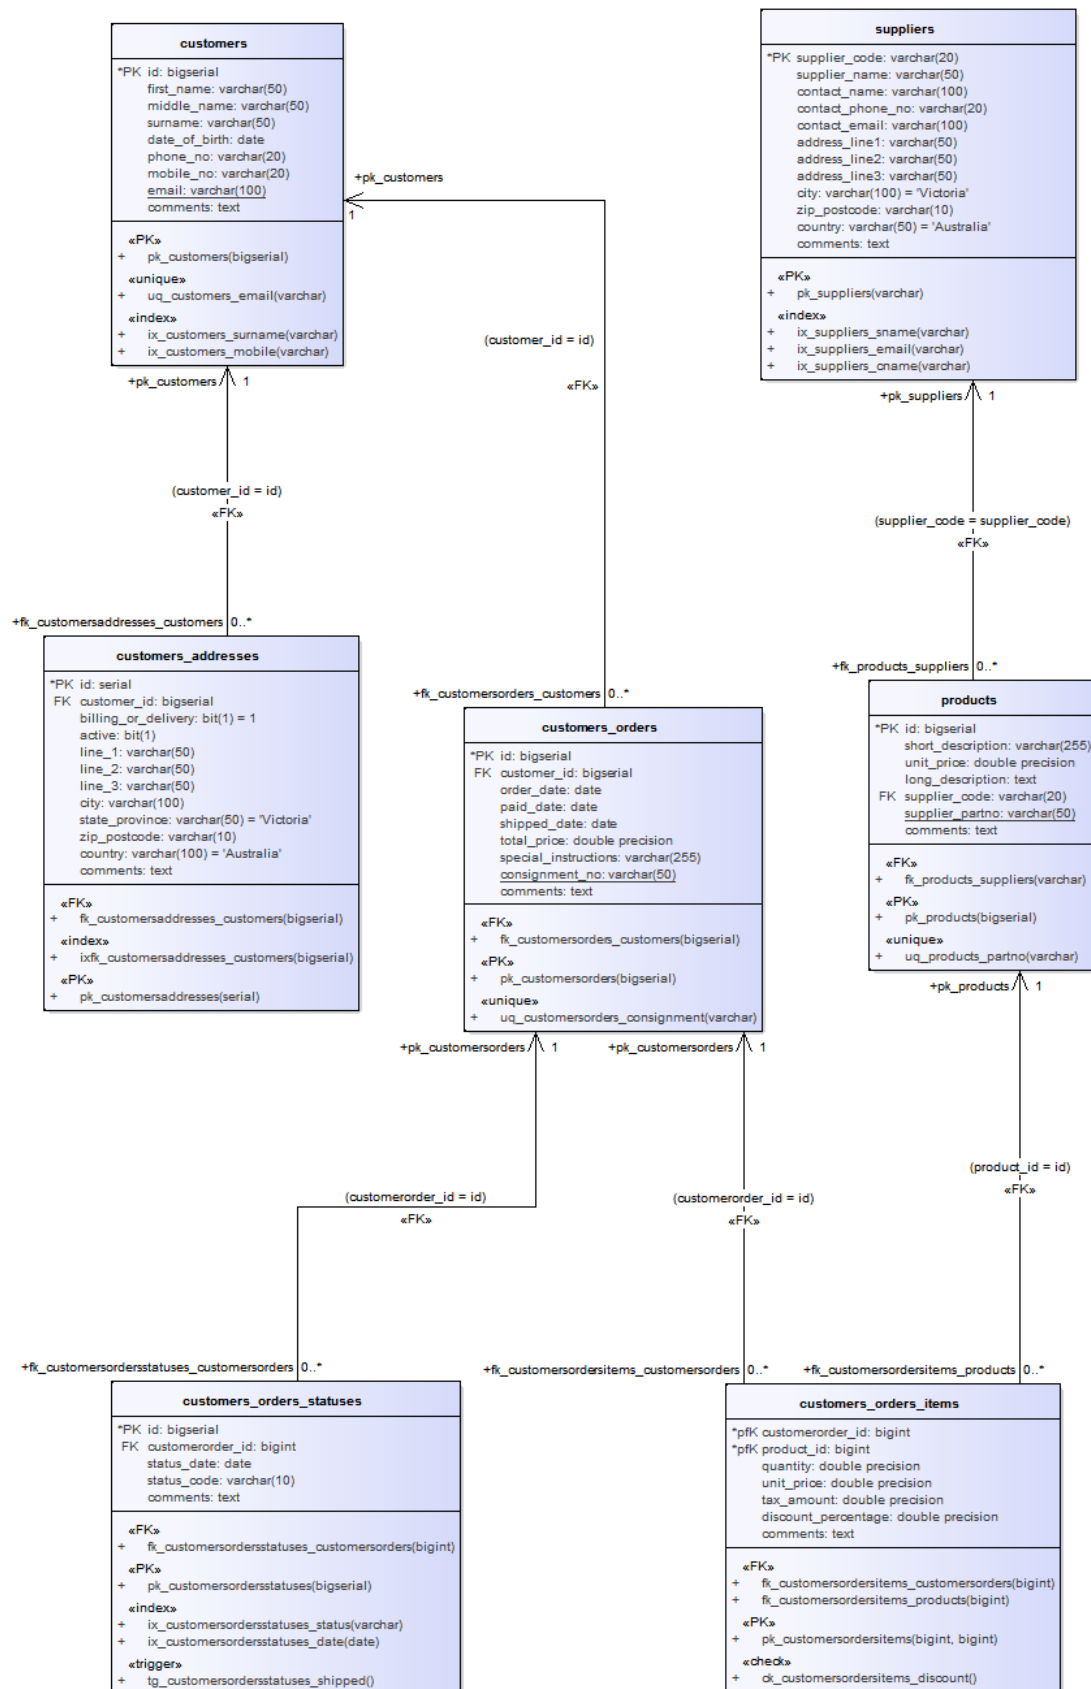 customers
*PK id: bigserial
first_name: varchar(50)
middle_name: varchar(50)
surname: varchar(50)
date_of_birth: date
phone_no: varchar(20)
mobile_no: varchar(20)
email: varchar(100)
comments: text
«PK»
+ pk_customers(bigserial)
«unique»
+ uq_customers_email(varchar)
«index»
+ ix_customers_surname(varchar)
+ ix_customers_mobile(varchar)
suppliers
*PK supplier_code: varchar(20)
supplier_name: varchar(50)
contact_name: varchar(100)
contact_phone_no: varchar(20)
contact_email: varchar(100)
address_line1: varchar(50)
address_line2: varchar(50)
address_line3: varchar(50)
city: varchar(100) = 'Victoria'
zip_postcode: varchar(10)
country: varchar(50) = 'Australia'
comments: text
«PK»
+ pk_suppliers(varchar)
«index»
+ ix_suppliers_sname(varchar)
+ ix_suppliers_email(varchar)
+ ix_suppliers_cname(varchar)
+pk_customers
1
(customer_id = id)
«FK»
+pk_customers 1
(customer_id = id)
«FK»
+fk_customersaddresses_customers 0..*
+pk_suppliers 1
(supplier_code = supplier_code)
«FK»
+fk_products_suppliers 0..*
+fk_customersorders_customers 0..*
customers_addresses
*PK id: serial
FK customer_id: bigserial
billing_or_delivery: bit(1) = 1
active: bit(1)
line_1: varchar(50)
line_2: varchar(50)
line_3: varchar(50)
city: varchar(100)
state_province: varchar(50) = 'Victoria'
zip_postcode: varchar(10)
country: varchar(100) = 'Australia'
comments: text
«FK»
+ fk_customersaddresses_customers(bigserial)
«index»
+ ixfk_customersaddresses_customers(bigserial)
«PK»
+ pk_customersaddresses(serial)
customers_orders
*PK id: bigserial
FK customer_id: bigserial
order_date: date
paid_date: date
shipped_date: date
total_price: double precision
special_instructions: varchar(255)
consignment_no: varchar(50)
comments: text
«FK»
+ fk_customersorders_customers(bigserial)
«PK»
+ pk_customersorders(bigserial)
«unique»
+ uq_customersorders_consignment(varchar)
products
*PK id: bigserial
short_description: varchar(255)
unit_price: double precision
long_description: text
FK supplier_code: varchar(20)
supplier_partno: varchar(50)
comments: text
«FK»
+ fk_products_suppliers(varchar)
«PK»
+ pk_products(bigserial)
«unique»
+ uq_products_partno(varchar)
+pk_customersorders 1
+pk_customersorders 1
+pk_products 1
(customerorder_id = id)
«FK»
(customerorder_id = id)
«FK»
(product_id = id)
«FK»
+fk_customersordersstatuses_customersorders 0..*
+fk_customersordersitems_customersorders 0..*
+fk_customersordersitems_products 0..*
customers_orders_statuses
*PK id: bigserial
FK customerorder_id: bigint
status_date: date
status_code: varchar(10)
comments: text
«FK»
+ fk_customersordersstatuses_customersorders(bigint)
«PK»
+ pk_customersordersstatuses(bigserial)
«index»
+ ix_customersordersstatuses_status(varchar)
+ ix_customersordersstatuses_date(date)
«trigger»
+ tg_customersordersstatuses_shipped()
customers_orders_items
*pfK customerorder_id: bigint
*pfK product_id: bigint
quantity: double precision
unit_price: double precision
tax_amount: double precision
discount_percentage: double precision
comments: text
«FK»
+ fk_customersordersitems_customersorders(bigint)
+ fk_customersordersitems_products(bigint)
«PK»
+ pk_customersordersitems(bigint, bigint)
«check»
+ ck_customersordersitems_discount()